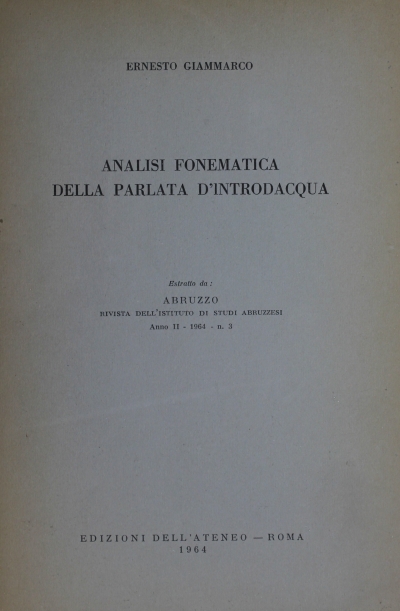 ERNESTO GIAMMARCO
ANALISI FONEMATICA
DELLA PARLATA D'INTRODACQUA
Estratto da:
ABRUZZO
RIVISTA DELL'ISTITUTO DI STUDI ABRUZZESI
Anno II - 1964 - n. 3
EDIZIONI DELL'ATENEO — ROMA
1964